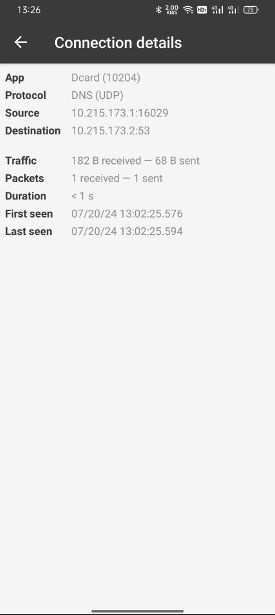 13:26
2.00 KB/S
Connection details
App Dcard (10204)
Protocol DNS (UDP)
Source 10.215.173.1:16029
Destination 10.215.173.2:53
Traffic 182 B received — 68 B sent
Packets 1 received — 1 sent
Duration < 1 s
First seen 07/20/24 13:02:25.576
Last seen 07/20/24 13:02:25.594